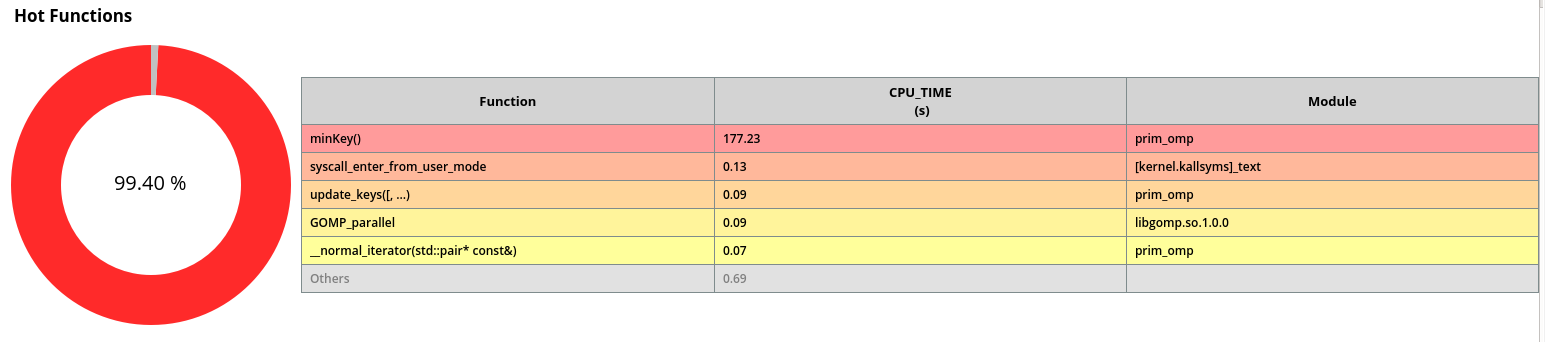 Hot Functions
99.40 %
Function CPU_TIME (s) Module
minKey() 177.23 prim_omp
syscall_enter_from_user_mode 0.13 [kernel.kallsyms]_text
update_keys([, ...) 0.09 prim_omp
GOMP_parallel 0.09 libgomp.so.1.0.0
__normal_iterator(std::pair* const&) 0.07 prim_omp
Others 0.69